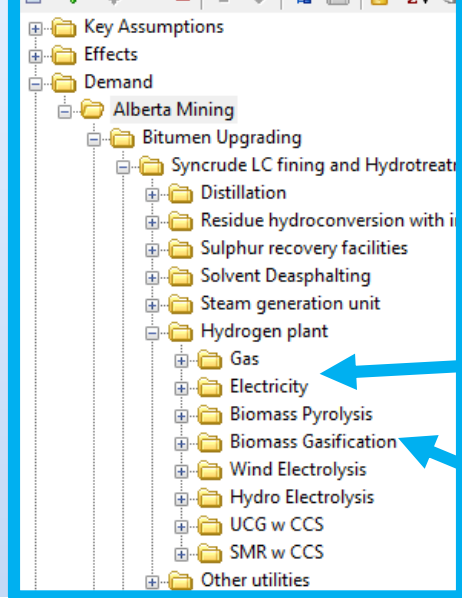 Key Assumptions
Effects
Demand
Alberta Mining
Bitumen Upgrading
Syncrude LC fining and
Distillation
Residue hydroconversion with
Sulphur recovery facilities
Solvent Deasphalting
Steam generation unit
Hydrogen plant
Gas
Electricity
Biomass Pyrolysis
Biomass Gasification
Wind Electrolysis
Hydro Electrolysis
UCG w CCS
SMR w CCS
Other utilities